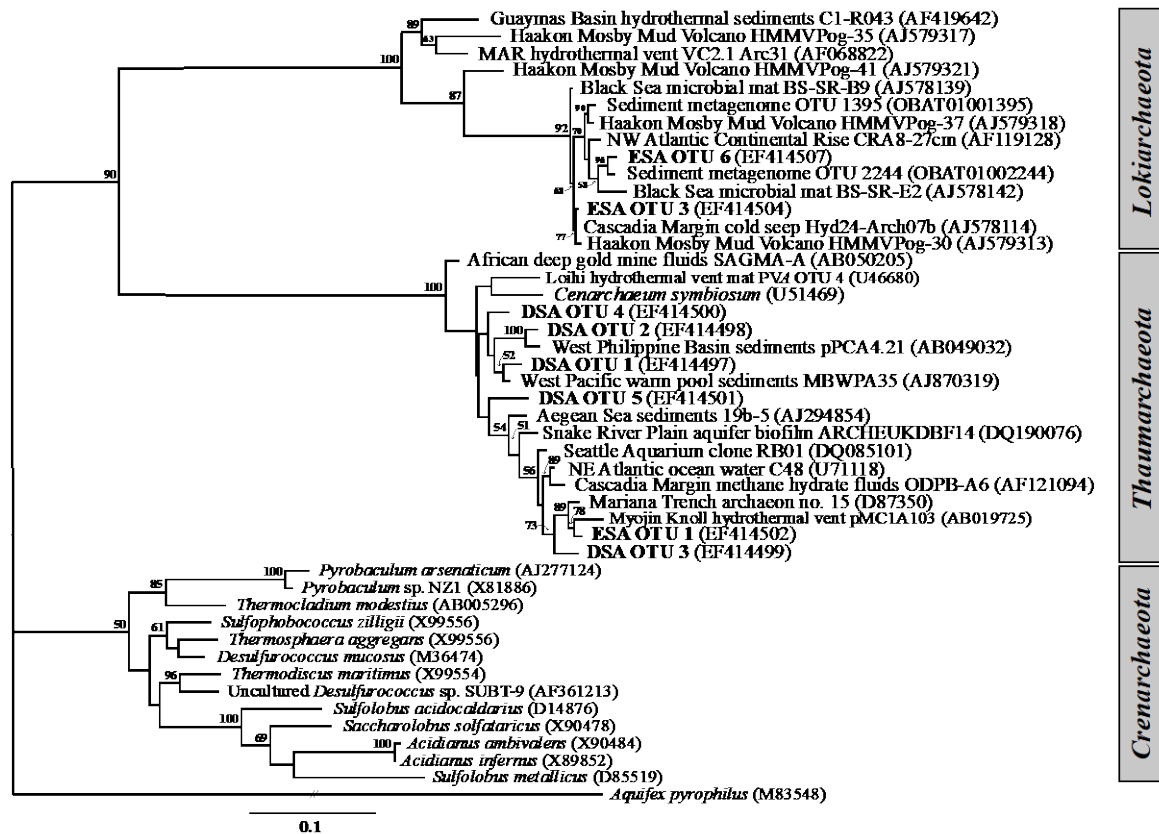 Guaymas Basin hydrothermal sediments C1-R043 (AF419642)
89
Haakon Mosby Mud Volcano HMMVPog-35 (AJ579317)
63
MAR hydrothermal vent VC2.1 Arc31 (AF068822)
100
Haakon Mosby Mud Volcano HMMVPog-41 (AJ579321)
Black Sea microbial mat BS-SR-B9 (AJ578139)
87
Sediment metagenome OTU 1395 (OBAT01001395)
90
Haakon Mosby Mud Volcano HMMVPog-37 (AJ579318)
92
70
NW Atlantic Continental Rise CRA8-27cm (AF119128)
ESA OTU 6 (EF414507)
96
Sediment metagenome OTU 2244 (OBAT01002244)
90
58
68
Black Sea microbial mat BS-SR-E2 (AJ578142)
ESA OTU 3 (EF414504)
Cascadia Margin cold seep Hyd24-Arch07b (AJ578114)
77
Haakon Mosby Mud Volcano HMMVPog-30 (AJ579313)
Lokiarchaeota
African deep gold mine fluids SAGMA-A (AB050205)
Loihi hydrothermal vent mat PVA OTU 4 (U46680)
100
Cenarchaeum symbiosum (U51469)
DSA OTU 4 (EF414500)
DSA OTU 2 (EF414498)
100
West Philippine Basin sediments pPCA4.21 (AB049032)
52
DSA OTU 1 (EF414497)
West Pacific warm pool sediments MBWPA35 (AJ870319)
DSA OTU 5 (EF414501)
Aegean Sea sediments 19b-5 (AJ294854)
54
51
Snake River Plain aquifer biofilm ARCHEUKDBF14 (DQ190076)
Seattle Aquarium clone RB01 (DQ085101)
89
NE Atlantic ocean water C48 (U71118)
56
Cascadia Margin methane hydrate fluids ODPB-A6 (AF121094)
Mariana Trench archaeon no. 15 (D87350)
89
78
Myojin Knoll hydrothermal vent pMC1A103 (AB019725)
73
ESA OTU 1 (EF414502)
DSA OTU 3 (EF414499)
Thaumarchaeota
Pyrobaculum arsenaticum (AJ277124)
100
Pyrobaculum sp. NZ1 (X81886)
85
Thermocladium modestius (AB005296)
50
Sulfophobococcus zilligii (X99556)
61
Thermosphaera aggregans (X99556)
Desulfurococcus mucosus (M36474)
Thermodiscus maritimus (X99554)
96
Uncultured Desulfurococcus sp. SUBT-9 (AF361213)
Sulfolobus acidocaldarius (D14876)
100
Saccharolobus solfataricus (X90478)
69
Acidianus ambivalens (X90484)
100
Acidianus infernus (X89852)
Sulfolobus metallicus (D85519)
Crenarchaeota
//
Aquifex pyrophilus (M83548)
0.1